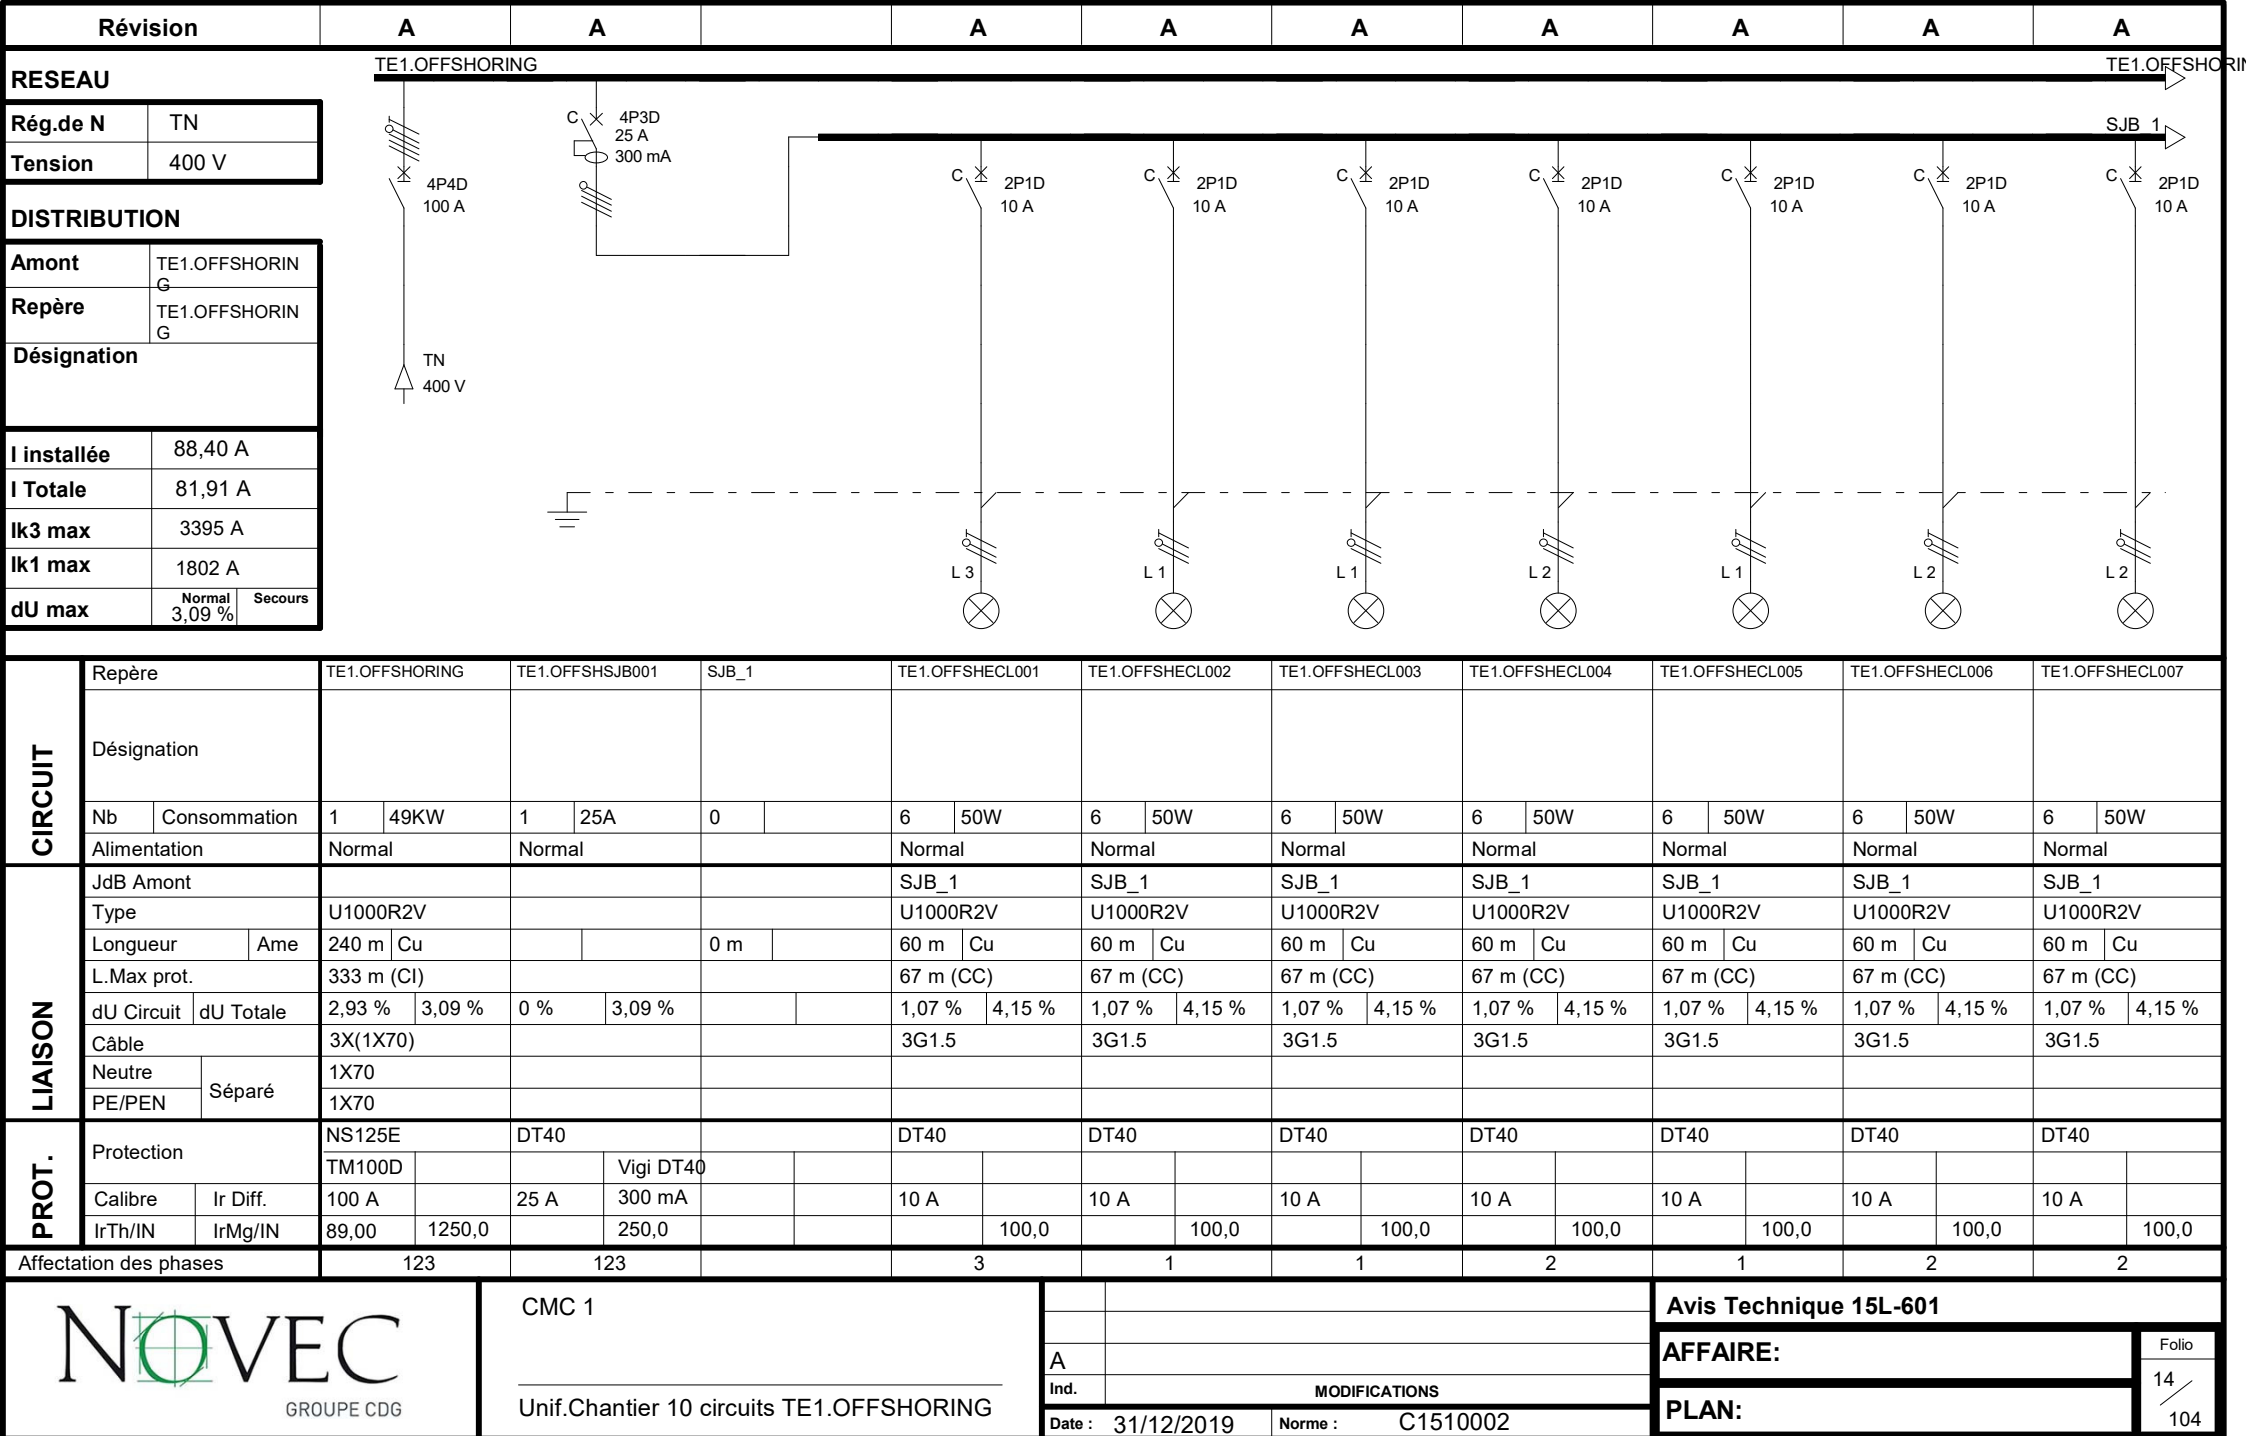 Révision A A A A A A A A A
RESEAU
Rég.de N TN
Tension 400 V
DISTRIBUTION
Amont TE1.OFFSHORIN
G
Repère TE1.OFFSHORIN
G
Désignation
I installée 88,40 A
I Totale 81,91 A
Ik3 max 3395 A
Ik1 max 1802 A
dU max Normal 3,09 % Secours
TE1.OFFSHORING
TE1.OFFSHORIN
SJB_1
4P4D
100 A
TN
400 V
C 4P3D
25 A
300 mA
C 2P1D C 2P1D C 2P1D C 2P1D C 2P1D C 2P1D C 2P1D
10 A 10 A 10 A 10 A 10 A 10 A 10 A
L 3 L 1 L 1 L 2 L 1 L 2 L 2
CIRCUIT
Repère TE1.OFFSHORING TE1.OFFSHSJB001 SJB_1 TE1.OFFSHECL001 TE1.OFFSHECL002 TE1.OFFSHECL003 TE1.OFFSHECL004 TE1.OFFSHECL005 TE1.OFFSHECL006 TE1.OFFSHECL007
Désignation
Nb Consommation 1 49KW 1 25A 0 6 50W 6 50W 6 50W 6 50W 6 50W 6 50W 6 50W
Alimentation Normal Normal Normal Normal Normal Normal Normal Normal Normal
LIAISON
JdB Amont SJB_1 SJB_1 SJB_1 SJB_1 SJB_1 SJB_1 SJB_1
Type U1000R2V U1000R2V U1000R2V U1000R2V U1000R2V U1000R2V U1000R2V U1000R2V
Longueur Ame 240 m Cu 0 m 60 m Cu 60 m Cu 60 m Cu 60 m Cu 60 m Cu 60 m Cu 60 m Cu
L.Max prot. 333 m (CI) 67 m (CC) 67 m (CC) 67 m (CC) 67 m (CC) 67 m (CC) 67 m (CC) 67 m (CC)
dU Circuit dU Totale 2,93 % 3,09 % 0 % 3,09 % 1,07 % 4,15 % 1,07 % 4,15 % 1,07 % 4,15 % 1,07 % 4,15 % 1,07 % 4,15 % 1,07 % 4,15 % 1,07 % 4,15 %
Câble 3X(1X70) 3G1.5 3G1.5 3G1.5 3G1.5 3G1.5 3G1.5 3G1.5
Neutre Séparé 1X70
PE/PEN 1X70
PROT.
Protection NS125E DT40 DT40 DT40 DT40 DT40 DT40 DT40 DT40
TM100D Vigi DT40
Calibre Ir Diff. 100 A 25 A 300 mA 10 A 10 A 10 A 10 A 10 A 10 A 10 A
IrTh/IN IrMg/IN 89,00 1250,0 250,0 100,0 100,0 100,0 100,0 100,0 100,0 100,0
Affectation des phases 123 123 3 1 1 2 1 2 2
NOVEC
GROUPE CDG
CMC 1
Unif.Chantier 10 circuits TE1.OFFSHORING
A
Ind. MODIFICATIONS
Date : 31/12/2019 Norme : C1510002
Avis Technique 15L-601
AFFAIRE:
PLAN:
Folio
14
104